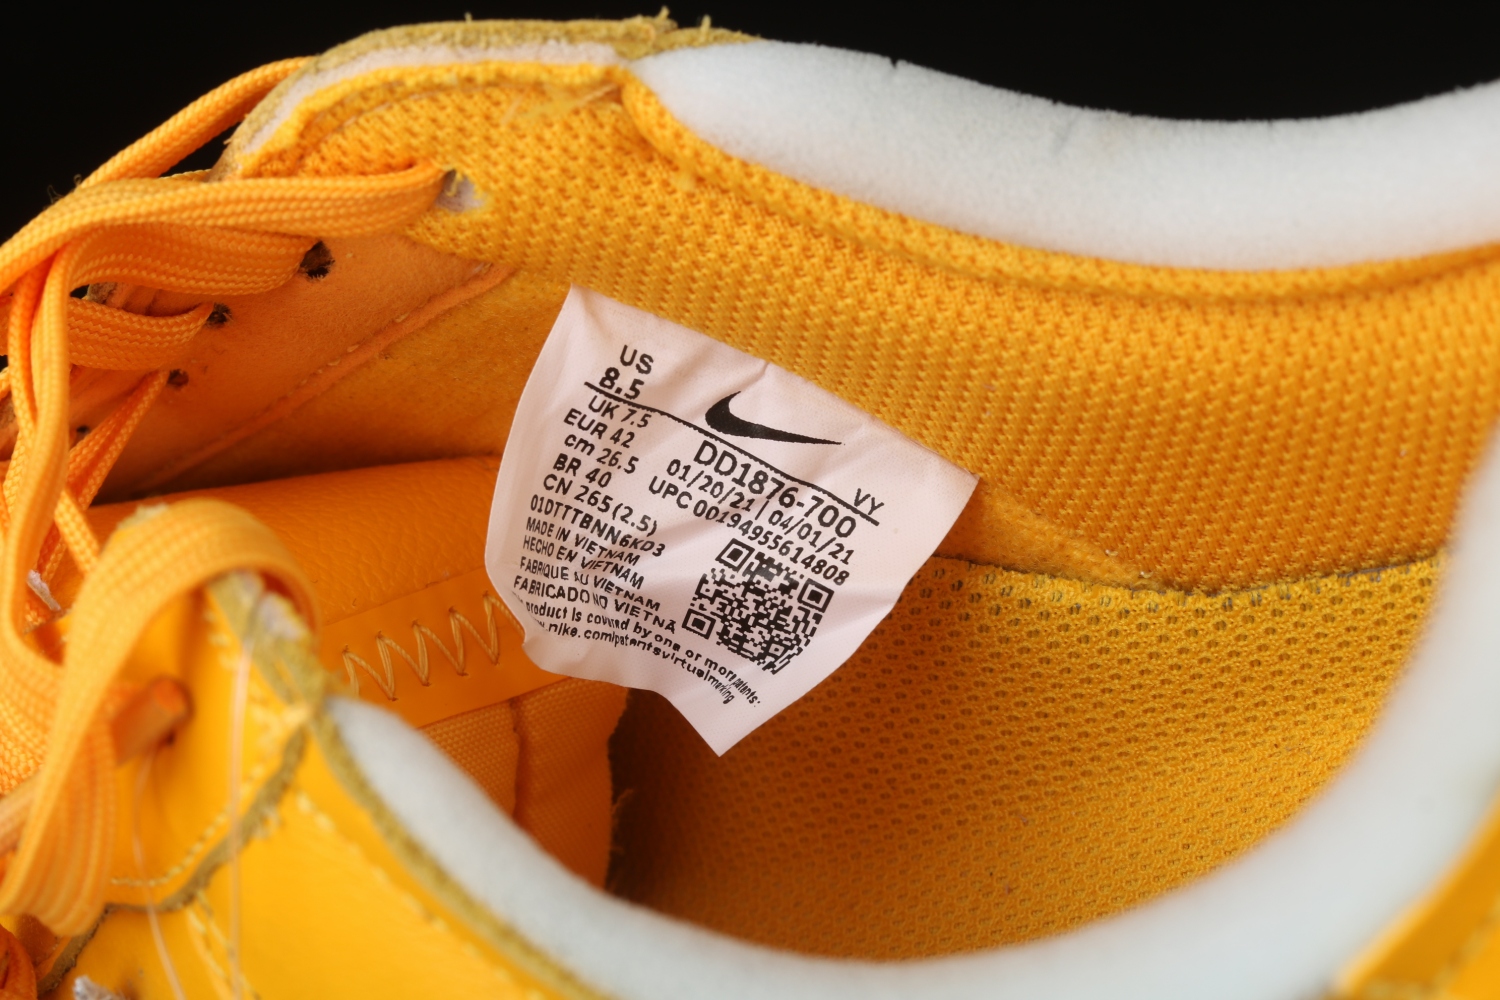 US
8.5
UK 7.5
EUR 42
cm 26.5
BR 40
CN 265(2.5)
01DTTTBNN6KD3
MADE IN VIETNAM
HECHO EN VIETNAM
FABRIQUE AU VIETNAM
FABRICADO NO VIETNÃ
product Is covered by one or more patents.
w.nike.com/patentsvirtualmarking
DD1876-700 VY
01/20/21 | 04/01/21
UPC 00194955614808